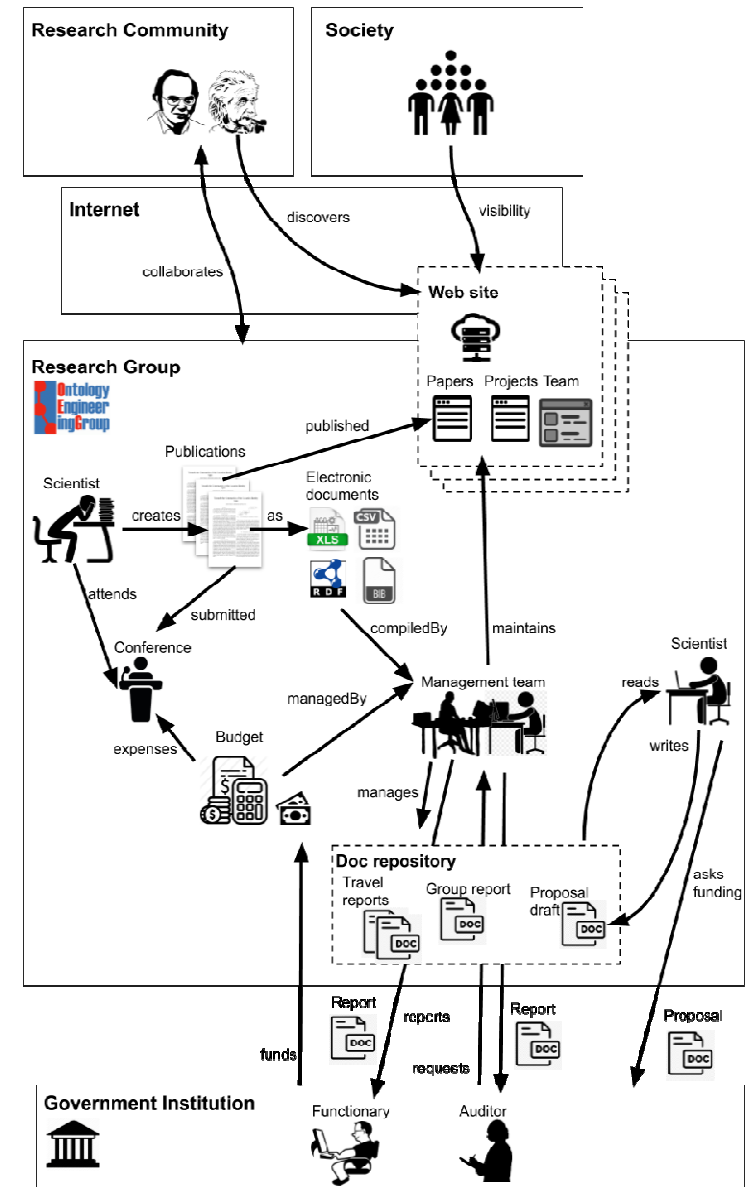 Research Community
Society
Internet
discovers
visibility
collaborates
Web site
Papers
Projects
Team
Research Group
Ontology
Engineer
ingGroup
published
Publications
Electronic
documents
Scientist
creates
as
CSV
XLS
RDF
BIB
attends
submitted
compiledBy
maintains
Conference
Scientist
Management team
reads
managedBy
expenses
Budget
writes
$
$
manages
Doc repository
Travel
reports
Group report
Proposal
draft
DOC
DOC
DOC
asks
funding
Report
DOC
reports
Report
DOC
Proposal
DOC
funds
requests
Government Institution
Functionary
Auditor